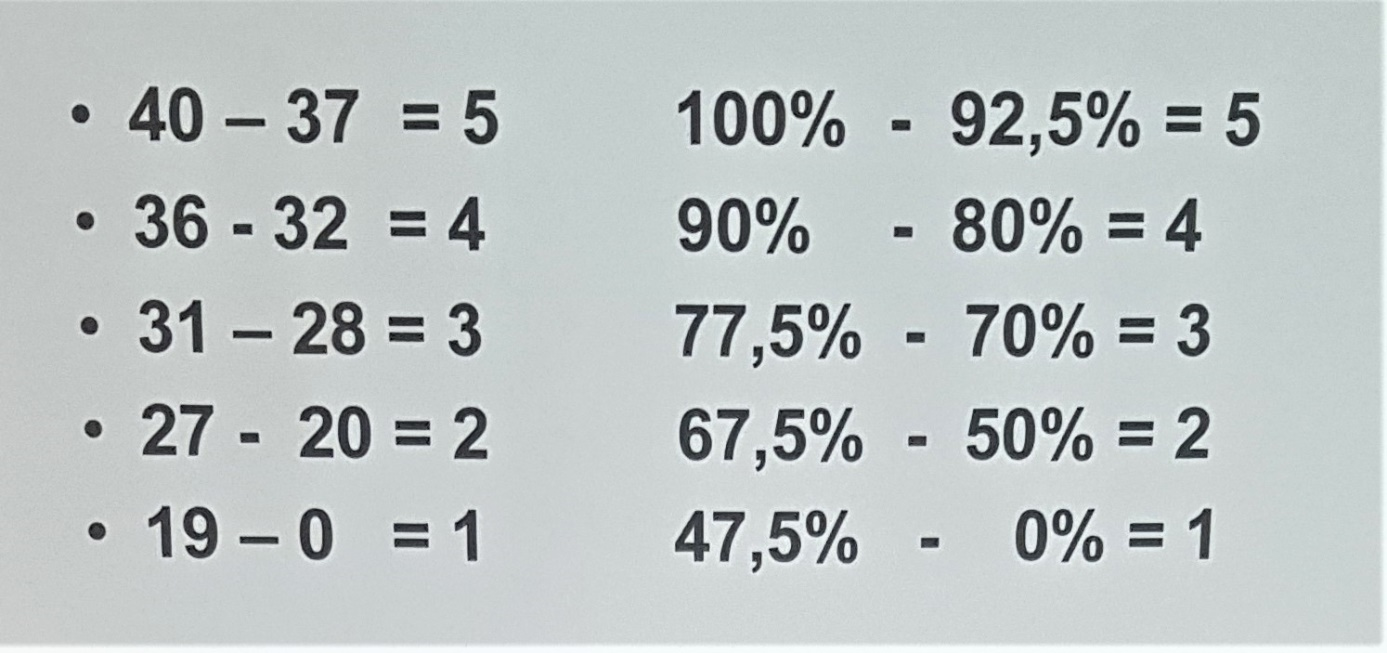 • 40 – 37 = 5 100% - 92,5% = 5
• 36 - 32 = 4 90% - 80% = 4
• 31 – 28 = 3 77,5% - 70% = 3
• 27 - 20 = 2 67,5% - 50% = 2
• 19 – 0 = 1 47,5% - 0% = 1